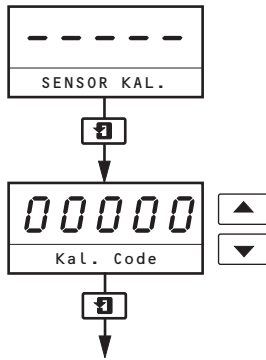 - - - - -
SENSOR KAL.
00000
Kal. Code